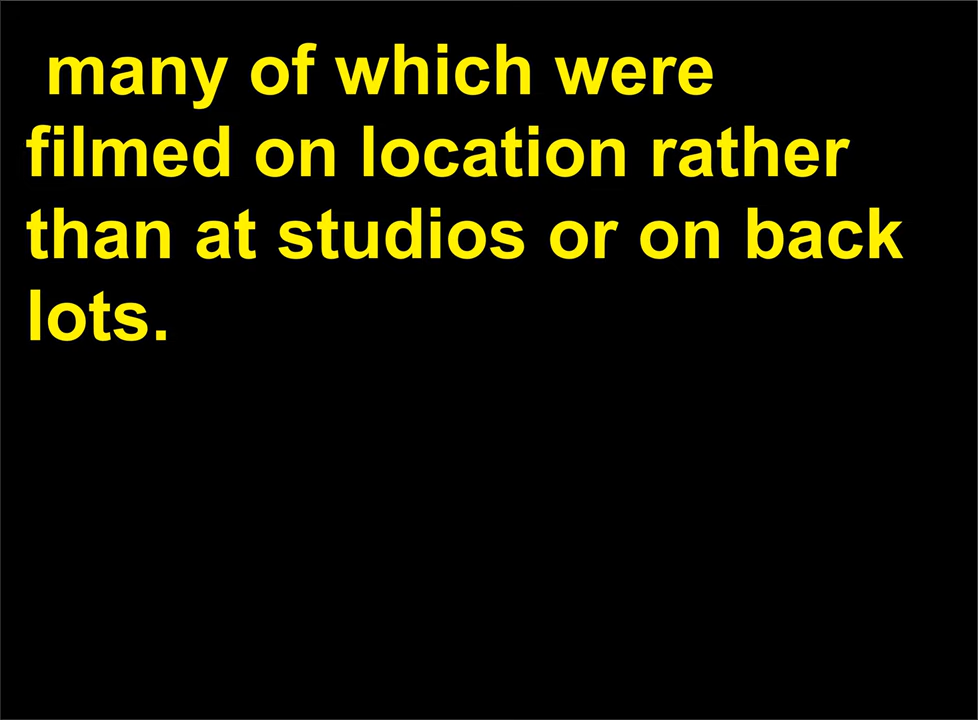 many of which were
filmed on location rather
than at studios or on back
lots.